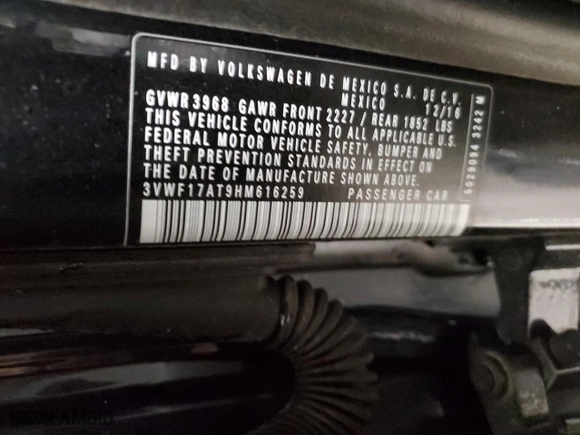 MFD BY VOLKSWAGEN DE MEXICO S.A. DE C.V.
MEXICO 12/16
GVWR 3968 GAWR FRONT 2227 / REAR 1852 LBS
THIS VEHICLE CONFORMS TO ALL APPLICABLE U.S.
FEDERAL MOTOR VEHICLE SAFETY, BUMPER AND
THEFT PREVENTION STANDARDS IN EFFECT ON
THE DATE OF MANUFACTURE SHOWN ABOVE.
3VWF17AT9HM616259 PASSENGER CAR